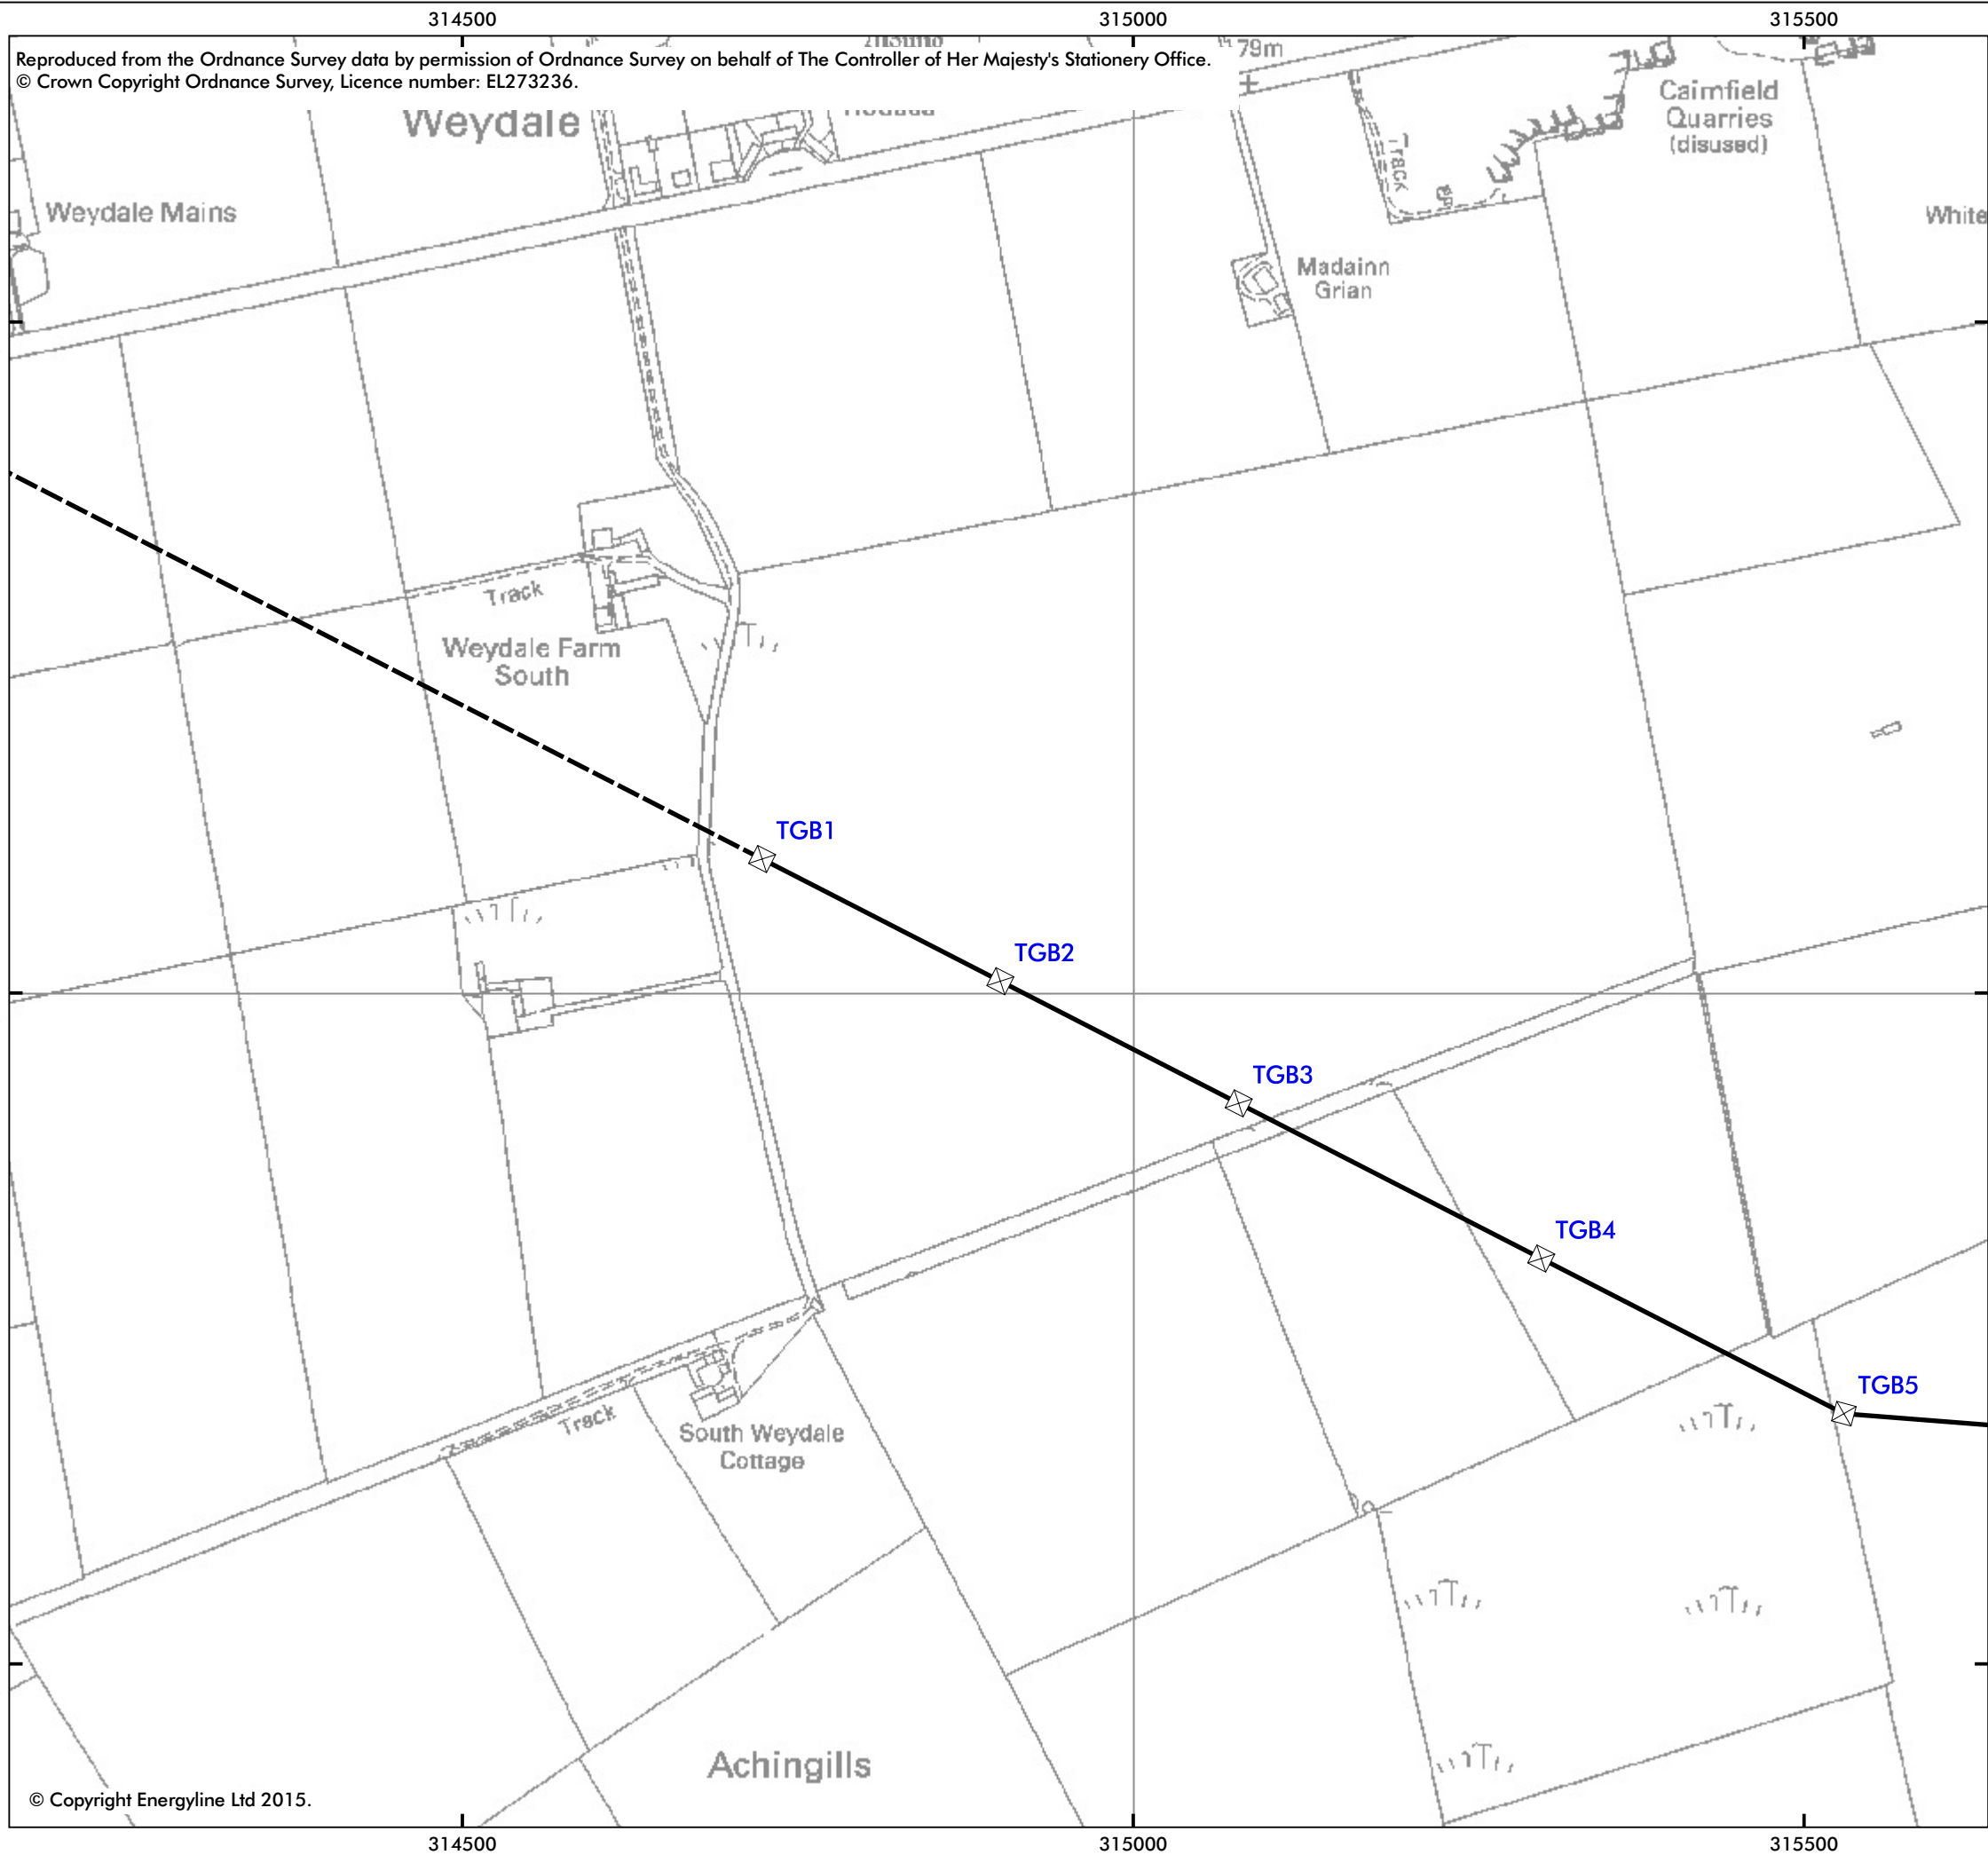 314500
315000
315500
Reproduced from the Ordnance Survey data by permission of Ordnance Survey on behalf of The Controller of Her Majesty's Stationery Office.
© Crown Copyright Ordnance Survey, Licence number: EL273236.
79m
Weydale
Cairnfield
Quarries
(disused)
Track
Weydale Mains
White
Madainn
Grian
Track
Weydale Farm
South
TGB1
TGB2
TGB3
TGB4
TGB5
Track
South Weydale
Cottage
Achingills
© Copyright Energyline Ltd 2015.
314500
315000
315500